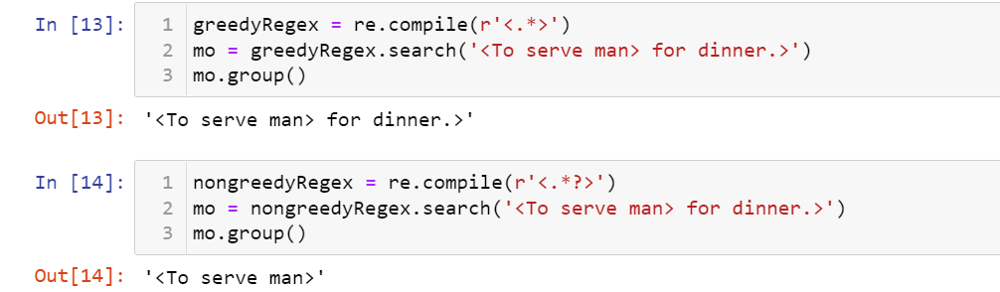 In [13]: 1 greedyRegex = re.compile(r'<.*>')
2 mo = greedyRegex.search('<To serve man> for dinner.>')
3 mo.group()
Out[13]: '<To serve man> for dinner.>'
In [14]: 1 nongreedyRegex = re.compile(r'<.*?>')
2 mo = nongreedyRegex.search('<To serve man> for dinner.>')
3 mo.group()
Out[14]: '<To serve man>'